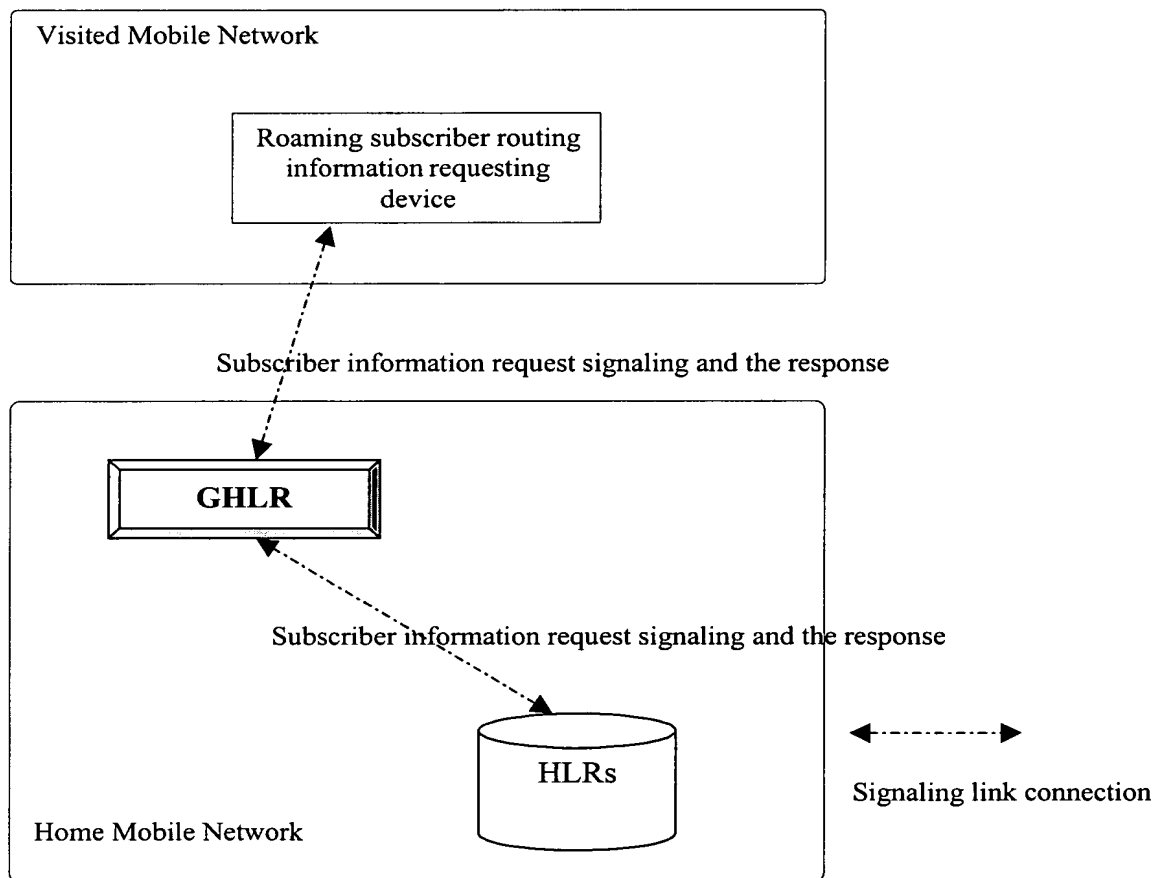 Visited Mobile Network
Roaming subscriber routing
information requesting
device
Subscriber information request signaling and the response
GHLR
Subscriber information request signaling and the response
HLRs
Signaling link connection
Home Mobile Network